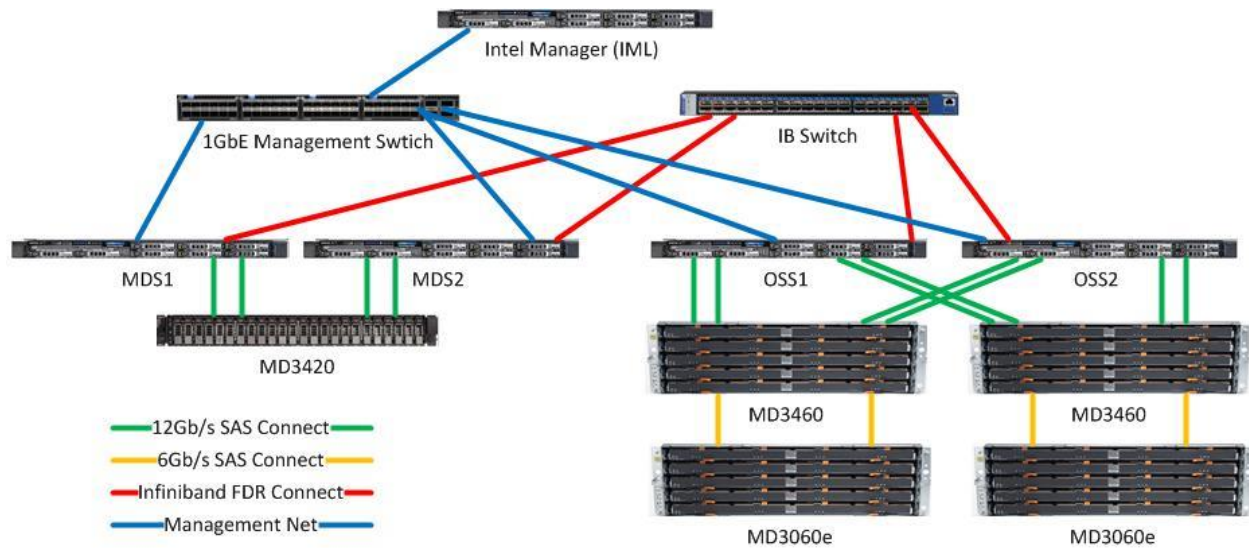 Intel Manager (IML)
1GbE Management Swtich
IB Switch
MDS1
MDS2
OSS1
OSS2
MD3420
MD3460
MD3460
12Gb/s SAS Connect
6Gb/s SAS Connect
Infiniband FDR Connect
Management Net
MD3060e
MD3060e